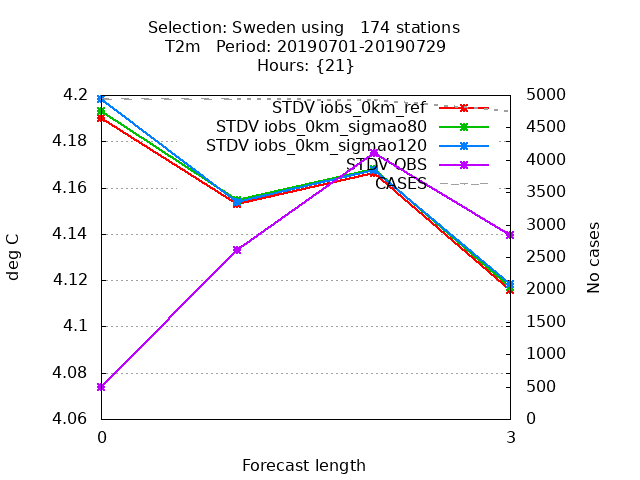 Selection: Sweden using   174 stations
T2m   Period: 20190701-20190729
Hours: {21}
4.2
4.18
4.16
4.14
4.12
4.1
4.08
4.06
deg C
STDV iobs_0km_ref
STDV iobs_0km_sigmao80
STDV iobs_0km_sigmao120
STDV OBS
CASES
5000
4500
4000
3500
3000
2500
2000
1500
1000
500
0
No cases
0
3
Forecast length